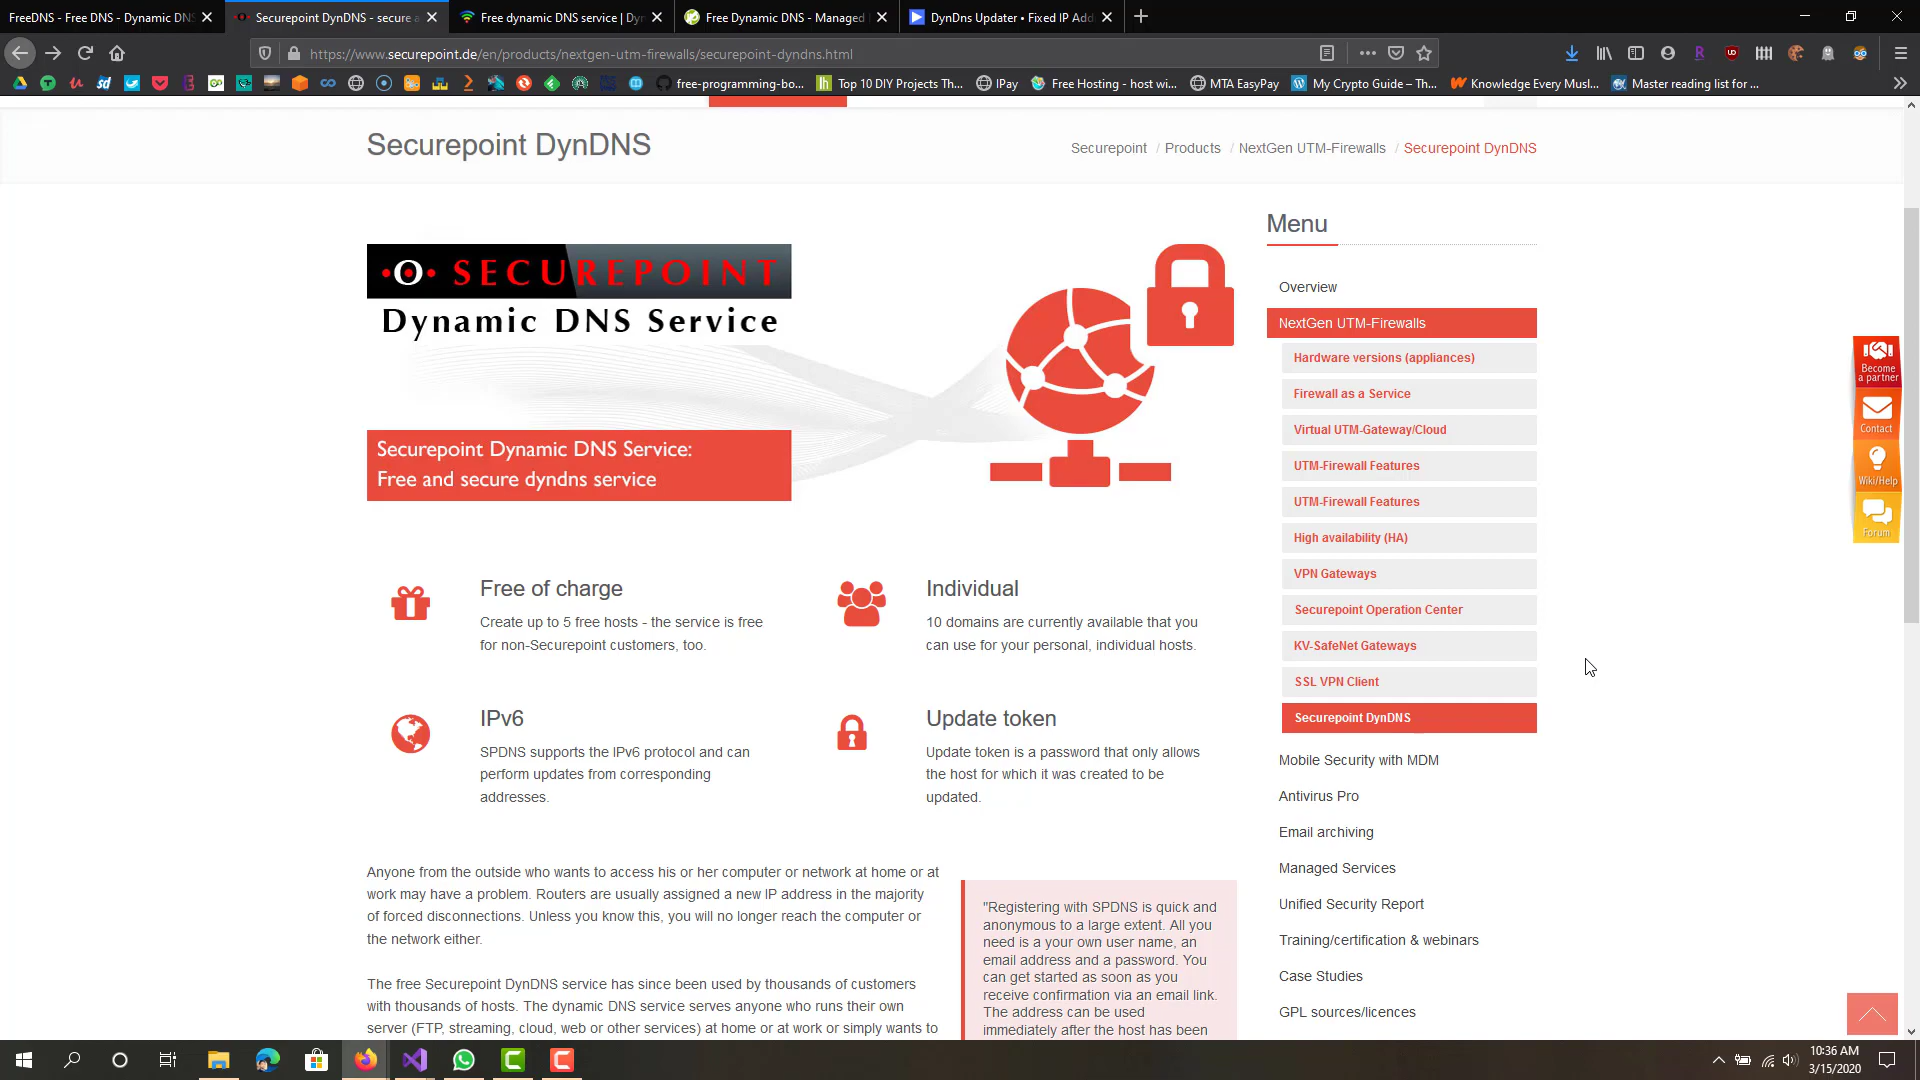 FreeDNS - Free DNS - Dynamic DNS
Securepoint DynDNS - secure a
Free dynamic DNS service | Dyn
Free Dynamic DNS - Managed
DynDns Updater • Fixed IP Add
https://www.securepoint.de/en/products/nextgen-utm-firewalls/securepoint-dyndns.html
free-programming-bo...
Top 10 DIY Projects Th...
IPay
Free Hosting - host wi...
MTA EasyPay
My Crypto Guide – Th...
Knowledge Every Musl...
Master reading list for ...
Securepoint DynDNS
Securepoint / Products / NextGen UTM-Firewalls / Securepoint DynDNS
SECUREPOINT
Dynamic DNS Service
Securepoint Dynamic DNS Service:
Free and secure dyndns service
Free of charge
Create up to 5 free hosts - the service is free
for non-Securepoint customers, too.
Individual
10 domains are currently available that you
can use for your personal, individual hosts.
IPv6
SPDNS supports the IPv6 protocol and can
perform updates from corresponding
addresses.
Update token
Update token is a password that only allows
the host for which it was created to be
updated.
Anyone from the outside who wants to access his or her computer or network at home or at
work may have a problem. Routers are usually assigned a new IP address in the majority
of forced disconnections. Unless you know this, you will no longer reach the computer or
the network either.
The free Securepoint DynDNS service has since been used by thousands of customers
with thousands of hosts. The dynamic DNS service serves anyone who runs their own
server (FTP, streaming, cloud, web or other services) at home or at work or simply wants to
"Registering with SPDNS is quick and
anonymous to a large extent. All you
need is a your own user name, an
email address and a password. You
can get started as soon as you
receive confirmation via an email link.
The address can be used
immediately after the host has been
Menu
Overview
NextGen UTM-Firewalls
Hardware versions (appliances)
Firewall as a Service
Virtual UTM-Gateway/Cloud
UTM-Firewall Features
UTM-Firewall Features
High availability (HA)
VPN Gateways
Securepoint Operation Center
KV-SafeNet Gateways
SSL VPN Client
Securepoint DynDNS
Mobile Security with MDM
Antivirus Pro
Email archiving
Managed Services
Unified Security Report
Training/certification & webinars
Case Studies
GPL sources/licences
Become
a partner
Contact
Wiki/Help
Forum
10:36 AM
3/15/2020